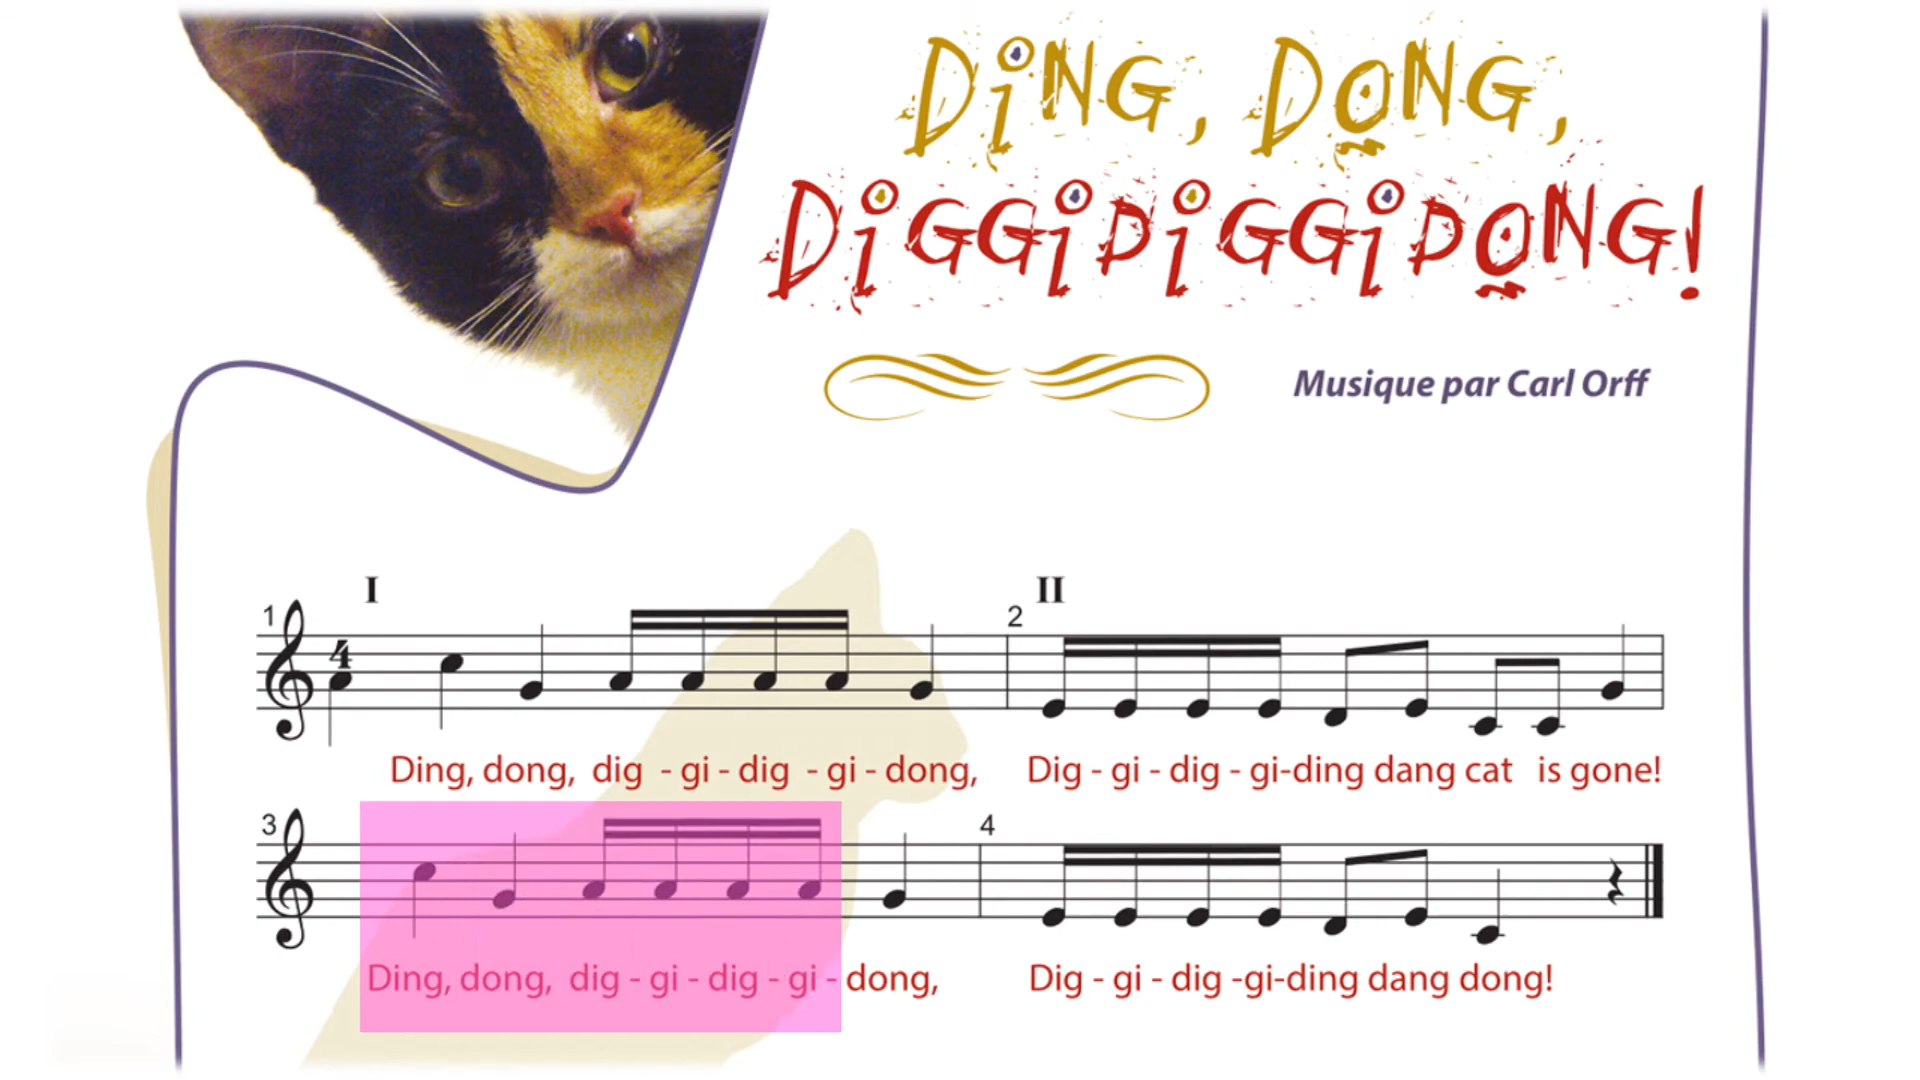 DiNG, DONG,
DiGGiDiGGiDONG!
Musique par Carl Orff
I II
1 4 2
Ding, dong, dig - gi - dig - gi - dong, Dig - gi - dig - gi-ding dang cat is gone!
3 4
Ding, dong, dig - gi - dig - gi - dong, Dig - gi - dig -gi-ding dang dong!